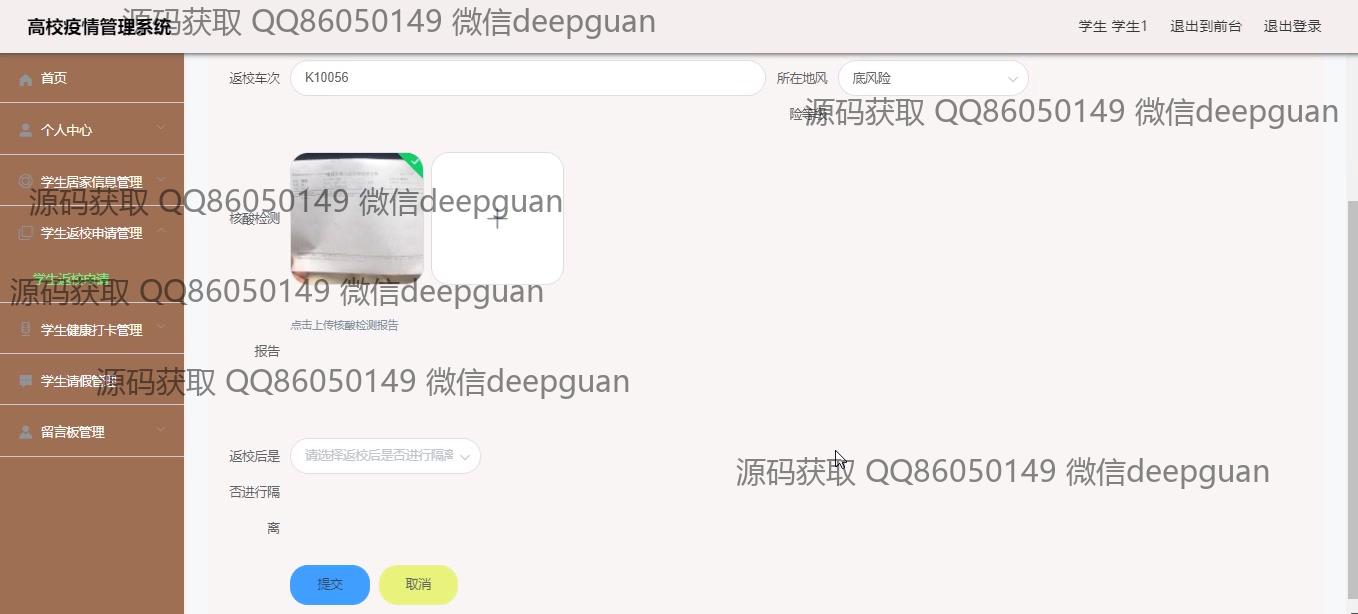 高校疫情管理系统
源码获取 QQ86050149 微信deepguan
学生 学生1
退出到前台
退出登录
首页
个人中心
学生居家信息管理
源码获取 QQ86050149 微信deepguan
学生返校申请管理
学生返校申请
源码获取 QQ86050149 微信deepguan
学生健康打卡管理
学生请假管理
源码获取 QQ86050149 微信deepguan
留言板管理
返校车次
K10056
所在地风
险等级
底风险
源码获取 QQ86050149 微信deepguan
核酸检测
报告
点击上传核酸检测报告
返校后是
否进行隔
离
请选择返校后是否进行隔离
源码获取 QQ86050149 微信deepguan
提交
取消